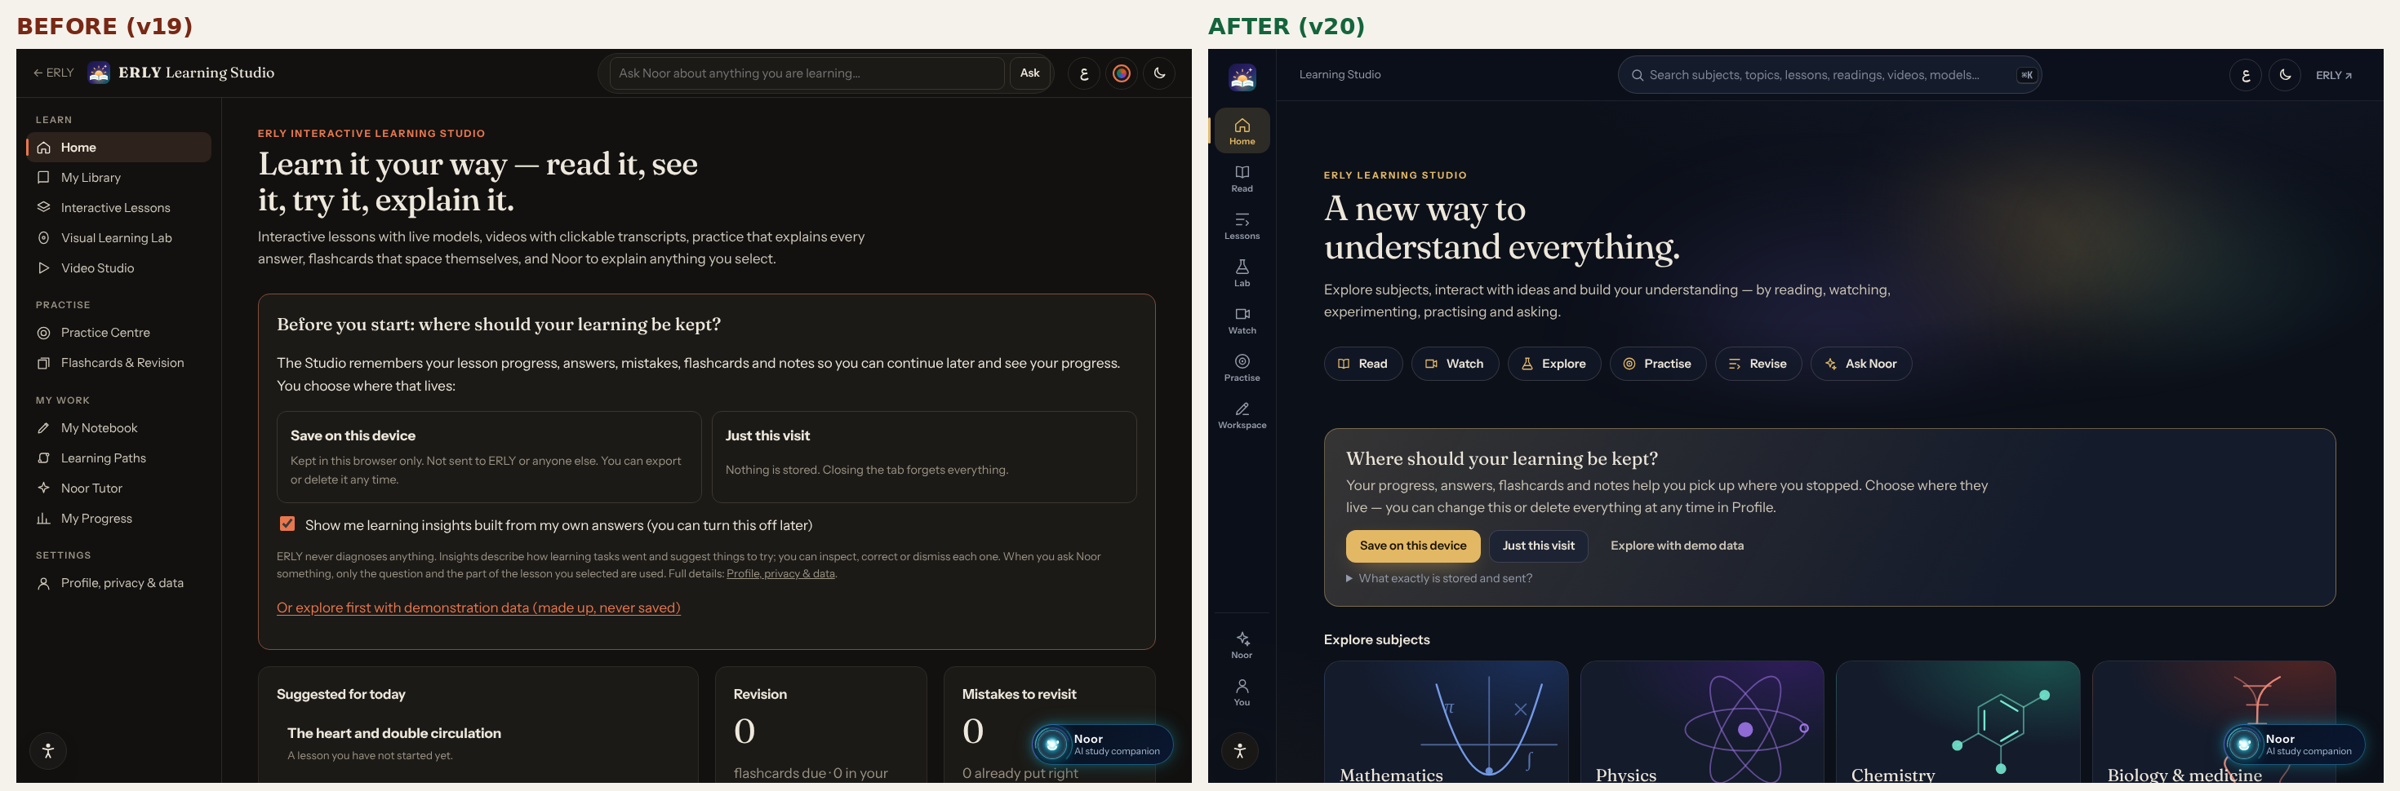 BEFORE (v19)
← ERLY
ERLY Learning Studio
Ask Noor about anything you are learning...
Ask
ع
LEARN
Home
My Library
Interactive Lessons
Visual Learning Lab
Video Studio
PRACTISE
Practice Centre
Flashcards & Revision
MY WORK
My Notebook
Learning Paths
Noor Tutor
My Progress
SETTINGS
Profile, privacy & data
ERLY INTERACTIVE LEARNING STUDIO
Learn it your way — read it, see
it, try it, explain it.
Interactive lessons with live models, videos with clickable transcripts, practice that explains every
answer, flashcards that space themselves, and Noor to explain anything you select.
Before you start: where should your learning be kept?
The Studio remembers your lesson progress, answers, mistakes, flashcards and notes so you can continue later and see your progress.
You choose where that lives:
Save on this device
Kept in this browser only. Not sent to ERLY or anyone else. You can export
or delete it any time.
Just this visit
Nothing is stored. Closing the tab forgets everything.
Show me learning insights built from my own answers (you can turn this off later)
ERLY never diagnoses anything. Insights describe how learning tasks went and suggest things to try; you can inspect, correct or dismiss each one. When you ask Noor
something, only the question and the part of the lesson you selected are used. Full details: Profile, privacy & data.
Or explore first with demonstration data (made up, never saved)
Suggested for today
The heart and double circulation
A lesson you have not started yet.
Revision
0
flashcards due · 0 in your
Mistakes to revisit
0
0 already put right
Noor
AI study companion
AFTER (v20)
Learning Studio
Search subjects, topics, lessons, readings, videos, models...
⌘K
ع
ERLY ↗
Home
Read
Lessons
Lab
Watch
Practise
Workspace
Noor
You
ERLY LEARNING STUDIO
A new way to
understand everything.
Explore subjects, interact with ideas and build your understanding — by reading, watching,
experimenting, practising and asking.
Read
Watch
Explore
Practise
Revise
Ask Noor
Where should your learning be kept?
Your progress, answers, flashcards and notes help you pick up where you stopped. Choose where they
live — you can change this or delete everything at any time in Profile.
Save on this device
Just this visit
Explore with demo data
▶ What exactly is stored and sent?
Explore subjects
π
×
∫
Mathematics
Physics
Chemistry
Biology & medicine
Noor
AI study companion